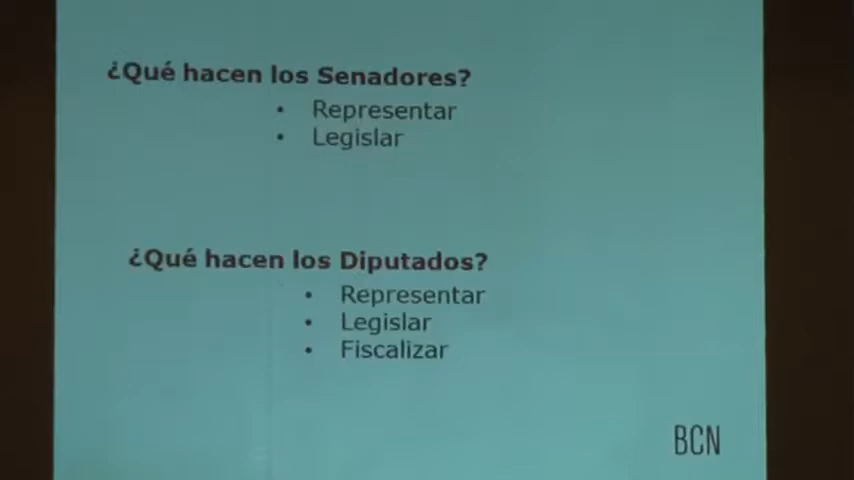 ¿Qué hacen los Senadores?
• Representar
• Legislar
¿Qué hacen los Diputados?
• Representar
• Legislar
• Fiscalizar
BCN